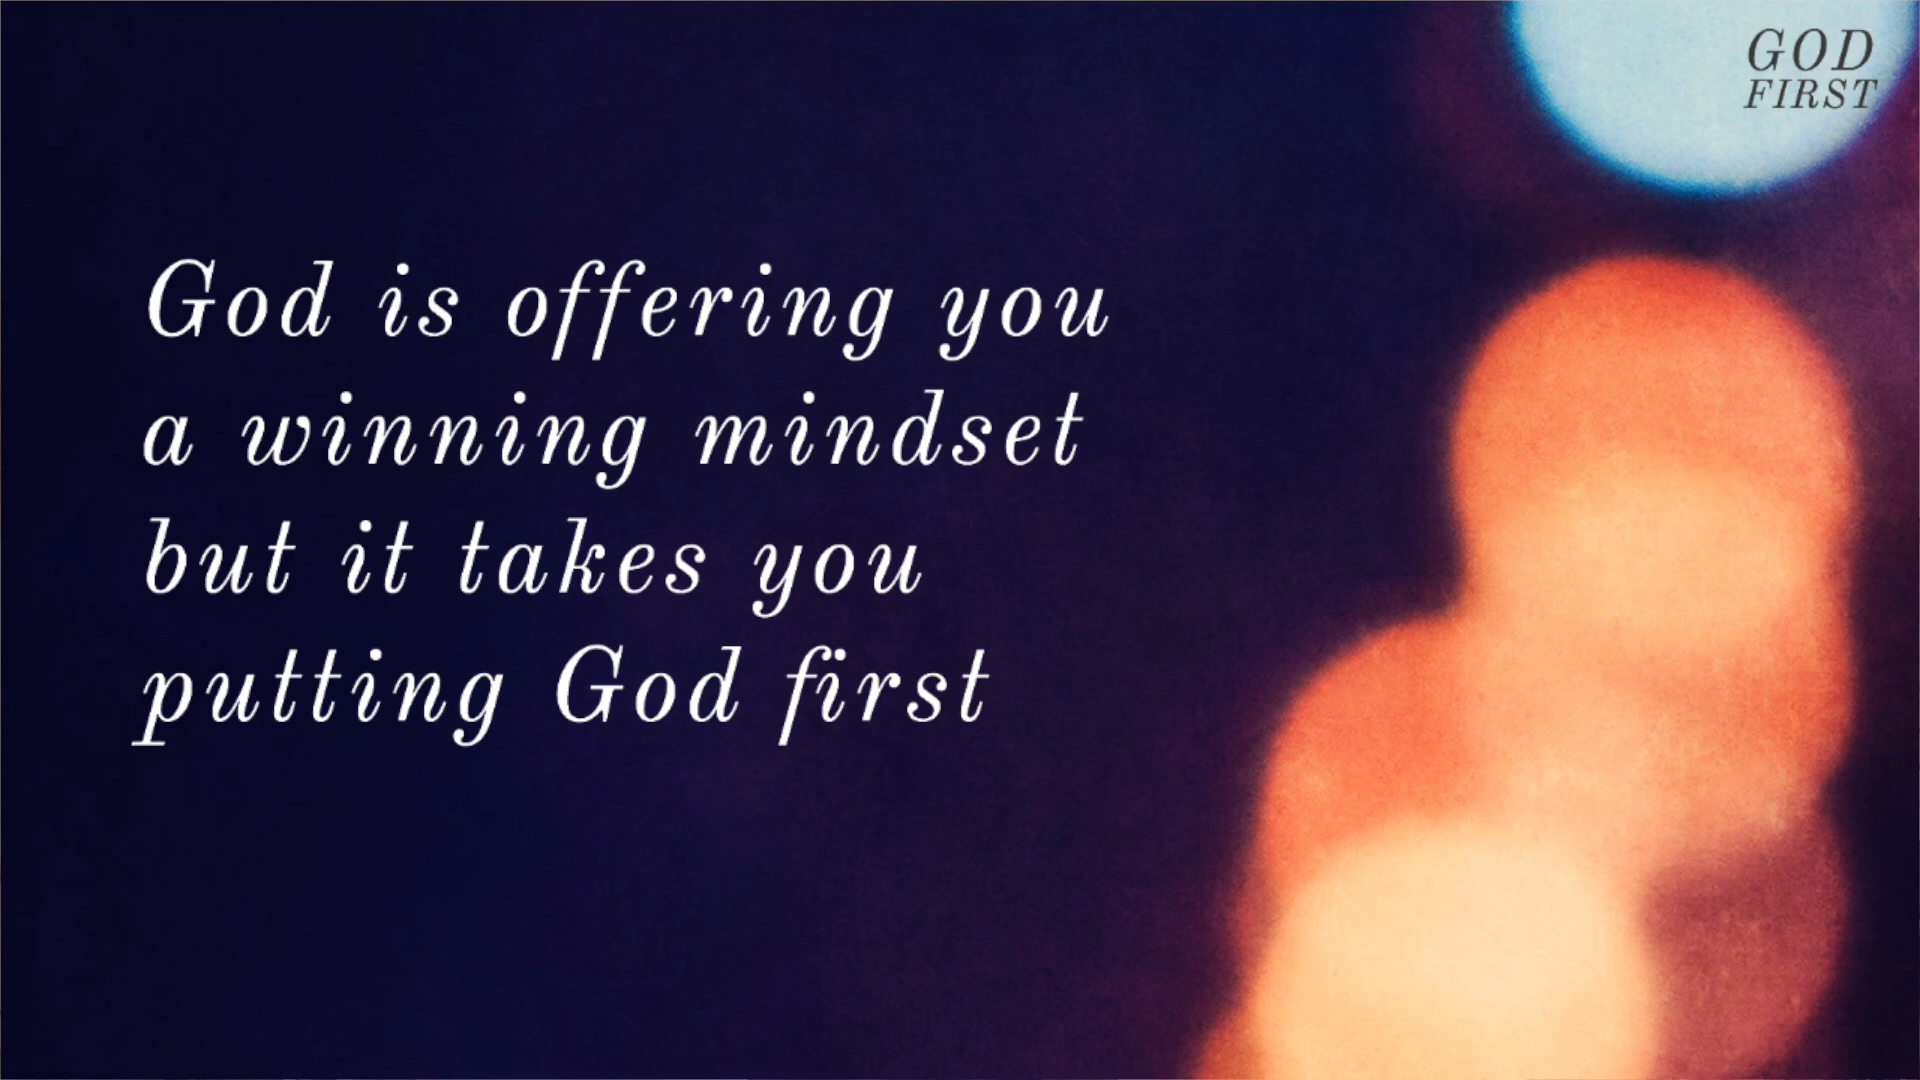 GOD
FIRST
God is offering you
a winning mindset
but it takes you
putting God first